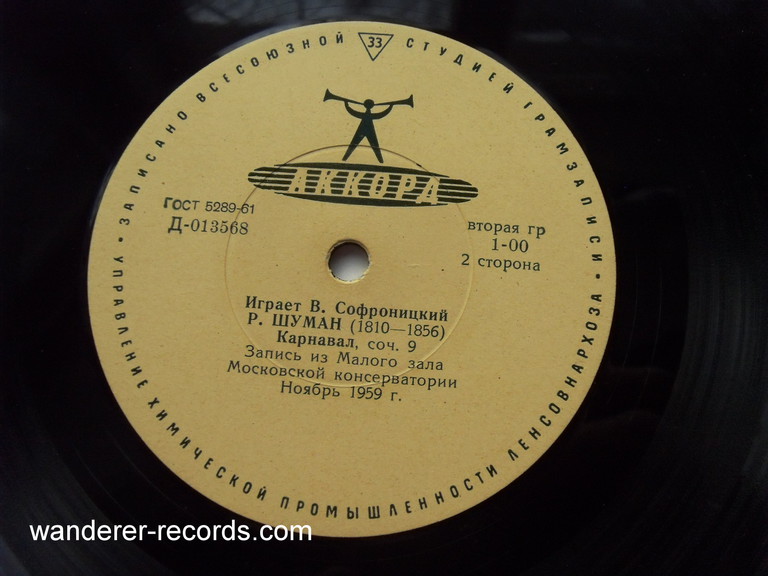 УПРАВЛЕНИЕ ХИМИЧЕСКОЙ ПРОМЫШЛЕННОСТИ ЛЕНСОВНАРХОЗА • ЗАПИСАНО ВСЕСОЮЗНОЙ 33 СТУДИЕЙ ГРАМЗАПИСИ •
АККОРД
ГОСТ 5289-61
Д-013568
вторая гр
1-00
2 сторона
Играет В. Софроницкий
Р. ШУМАН (1810—1856)
Карнавал, соч. 9
Запись из Малого зала
Московской консерватории
Ноябрь 1959 г.
wanderer-records.com